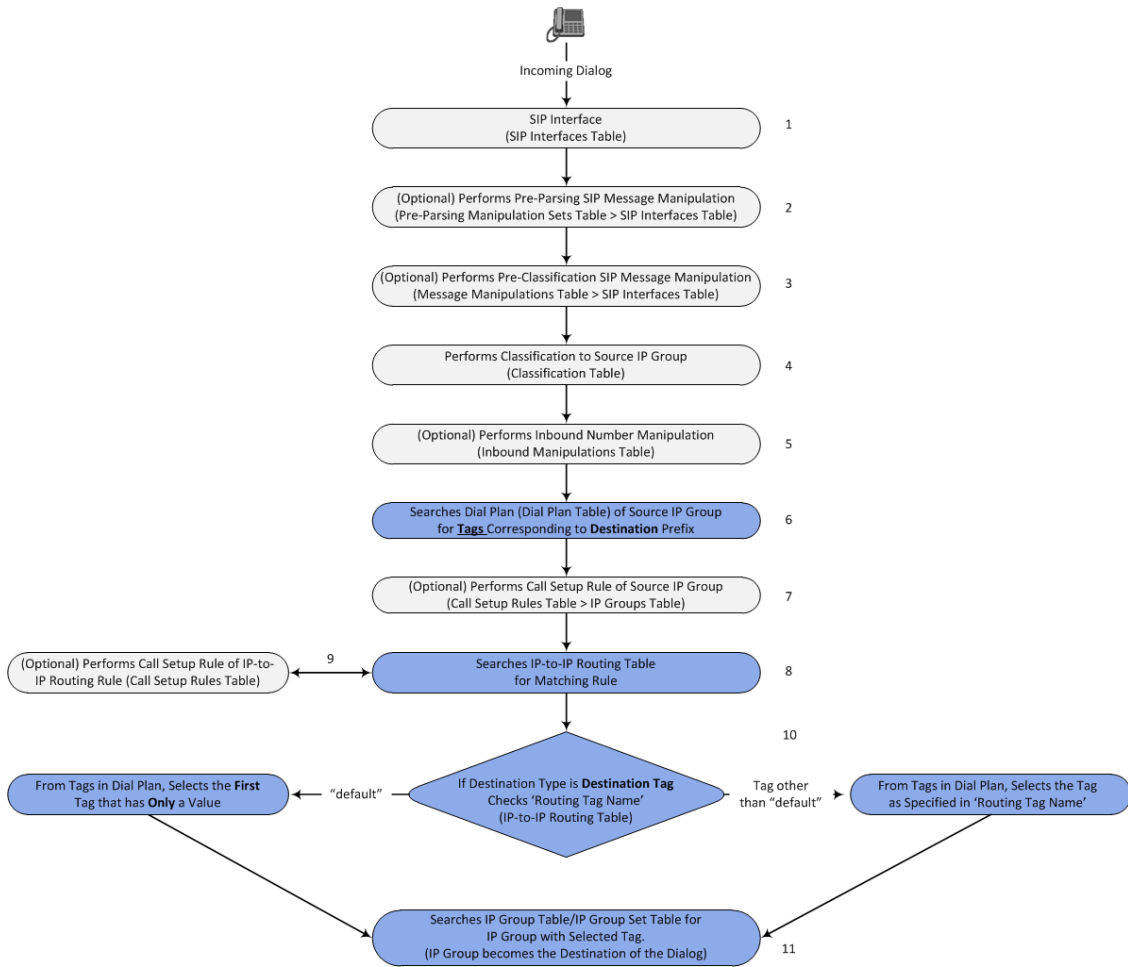 Incoming Dialog
SIP Interface
(SIP Interfaces Table)
1
(Optional) Performs Pre-Parsing SIP Message Manipulation
(Pre-Parsing Manipulation Sets Table > SIP Interfaces Table)
2
(Optional) Performs Pre-Classification SIP Message Manipulation
(Message Manipulations Table > SIP Interfaces Table)
3
Performs Classification to Source IP Group
(Classification Table)
4
(Optional) Performs Inbound Number Manipulation
(Inbound Manipulations Table)
5
Searches Dial Plan (Dial Plan Table) of Source IP Group
for Tags Corresponding to Destination Prefix
6
(Optional) Performs Call Setup Rule of Source IP Group
(Call Setup Rules Table > IP Groups Table)
7
(Optional) Performs Call Setup Rule of IP-to-
IP Routing Rule (Call Setup Rules Table)
9
Searches IP-to-IP Routing Table
for Matching Rule
8
10
From Tags in Dial Plan, Selects the First
Tag that has Only a Value
“default”
If Destination Type is Destination Tag
Checks ‘Routing Tag Name’
(IP-to-IP Routing Table)
Tag other
than “default”
From Tags in Dial Plan, Selects the Tag
as Specified in ‘Routing Tag Name’
Searches IP Group Table/IP Group Set Table for
IP Group with Selected Tag.
(IP Group becomes the Destination of the Dialog)
11